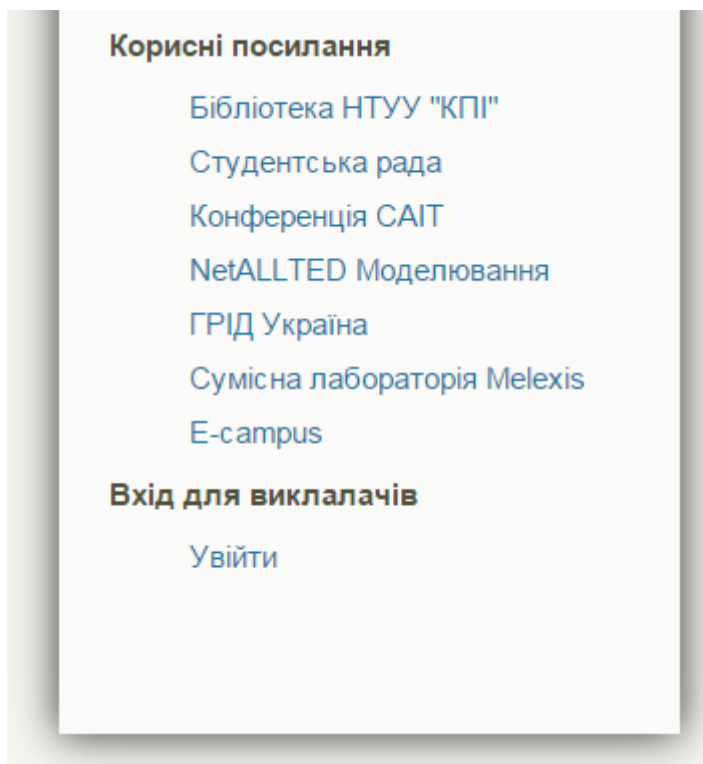 Корисні посилання
Бібліотека НТУУ "КПІ"
Студентська рада
Конференція САІТ
NetALLTED Моделювання
ГРІД Україна
Сумісна лабораторія Melexis
E-campus
Вхід для виклалачів
Увійти